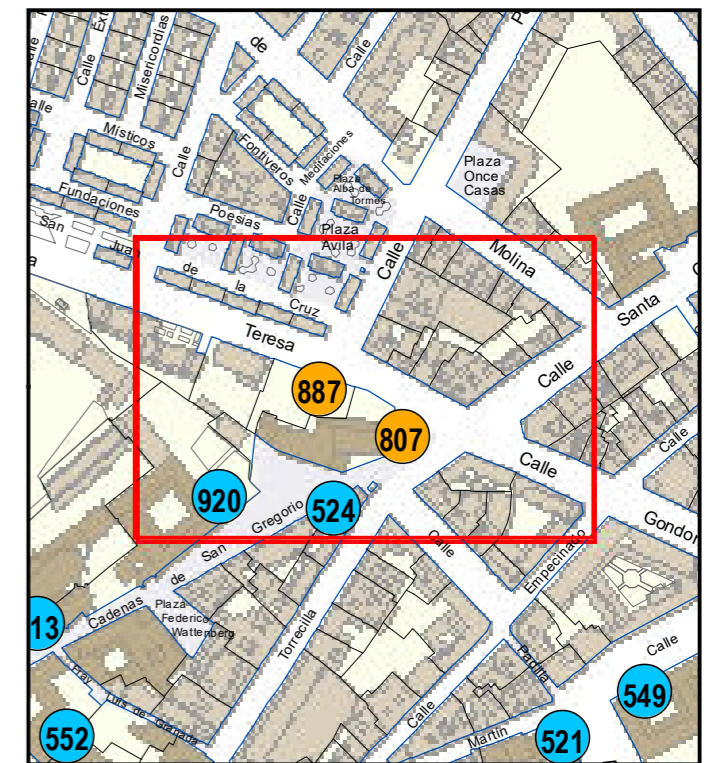 de
Calle
Calle
Misericordias
Calle
Místicos
Calle
Fontiveros
Meditaciones
Plaza
Once
Casas
Plaza
Alba de
Tormes
Fundaciones
Poesías
Calle
San
Juan
de
la
Cruz
Plaza
Avila
Calle
Molina
Santa
Teresa
Calle
887
807
Calle
Calle
920
524
Gregorio
San
de
Cadenas
Calle
Empecinado
Plaza
Federico
Wattenberg
Torrecilla
Padilla
Calle
13
Fray
Luis de Granada
549
552
Calle
Martín
521